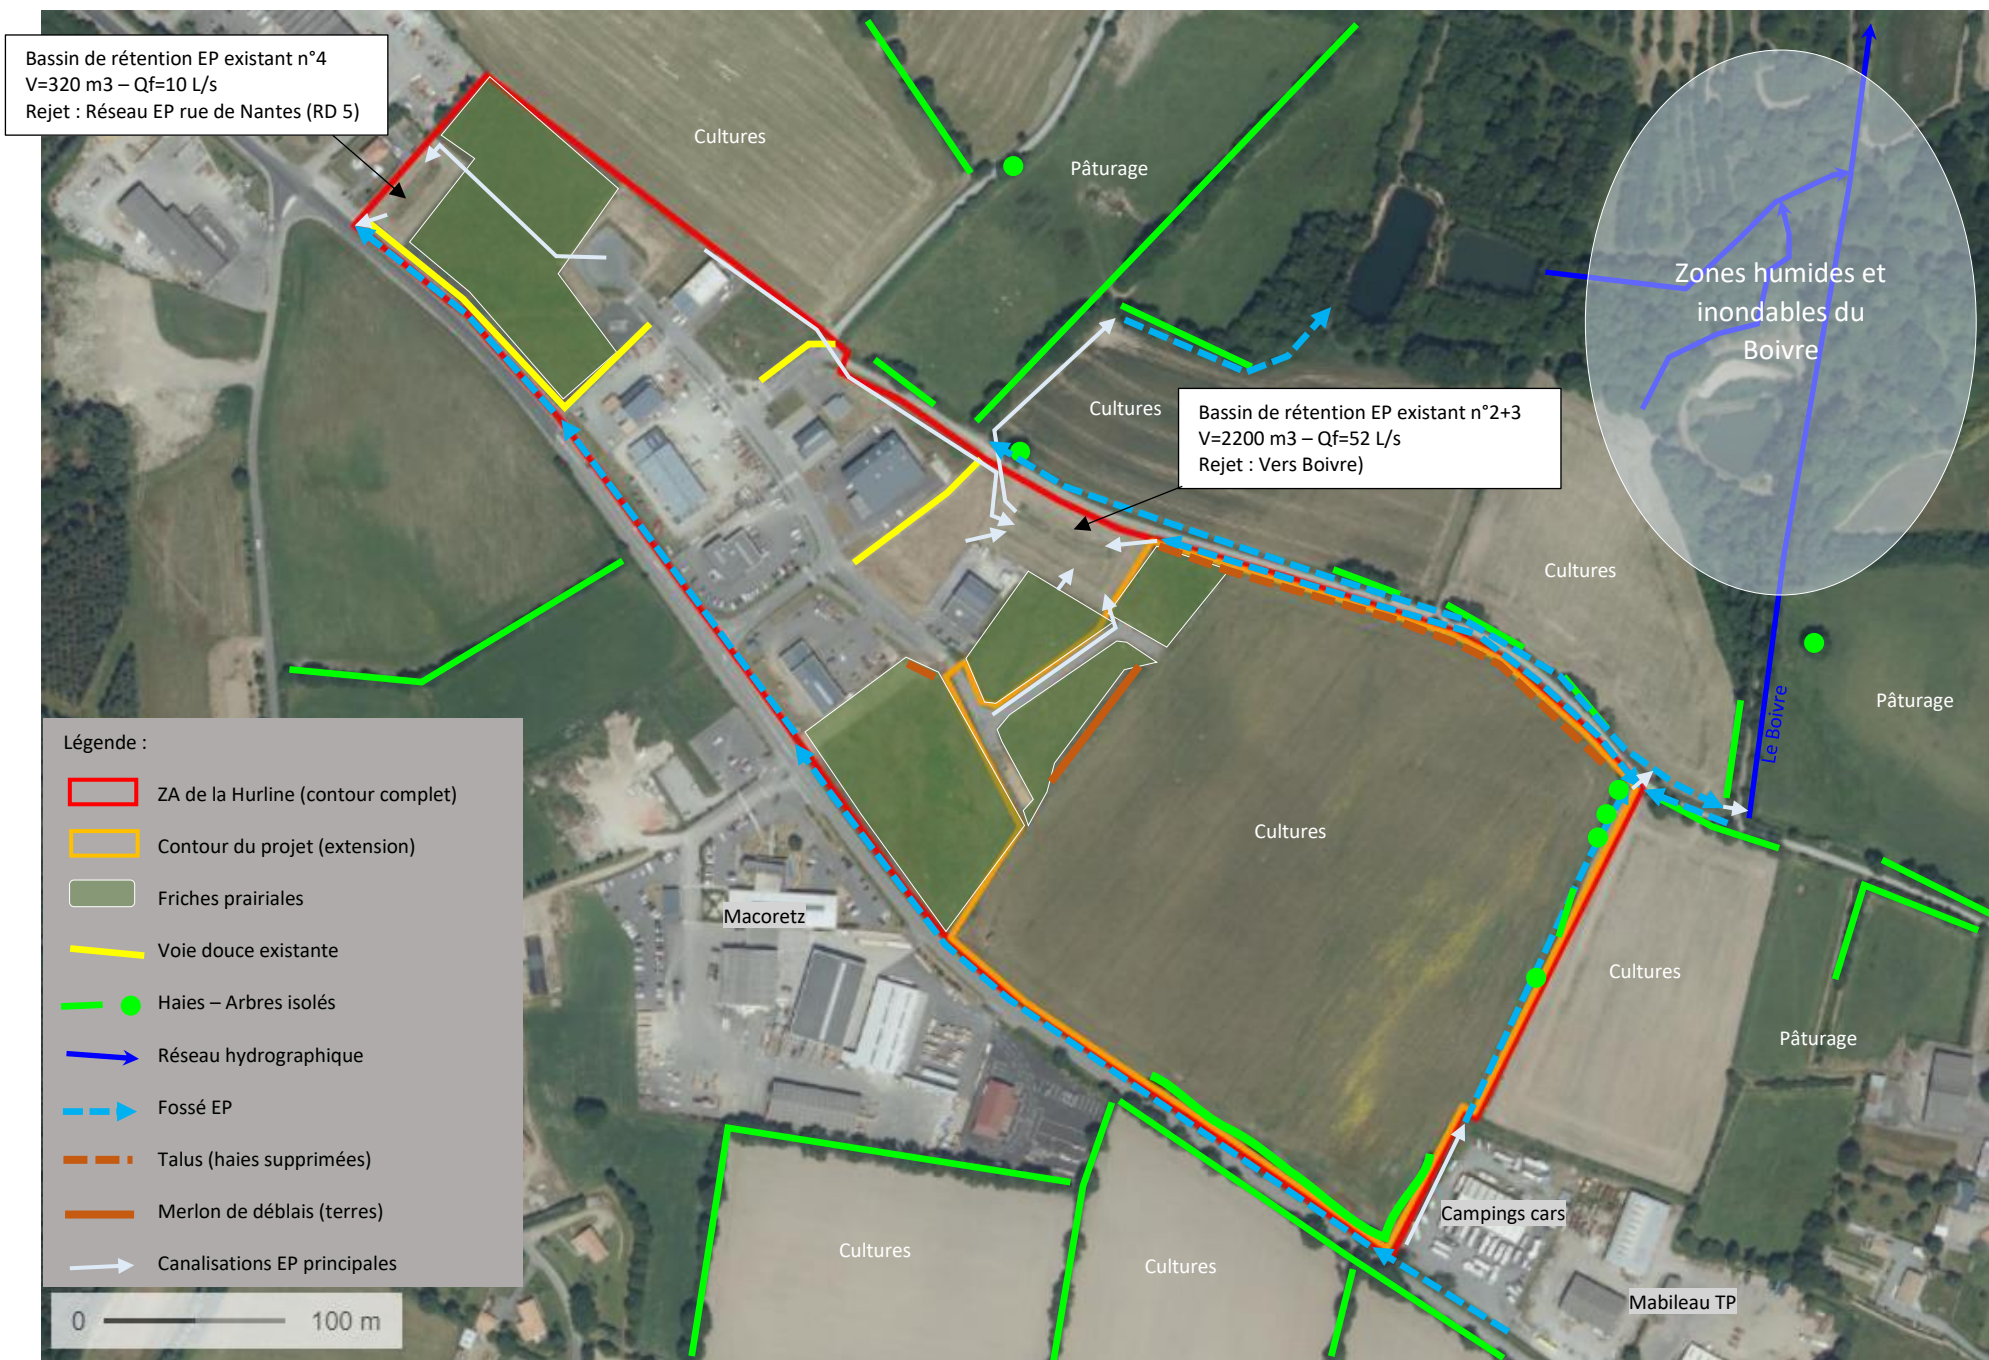 Bassin de rétention EP existant n°4
V=320 m3 – Qf=10 L/s
Rejet : Réseau EP rue de Nantes (RD 5)
Cultures
Pâturage
Zones humides et
inondables du
Boivre
Cultures
Bassin de rétention EP existant n°2+3
V=2200 m3 – Qf=52 L/s
Rejet : Vers Boivre)
Cultures
Pâturage
Le Boivre
Légende :
ZA de la Hurline (contour complet)
Contour du projet (extension)
Friches prairiales
Voie douce existante
Haies – Arbres isolés
Réseau hydrographique
Fossé EP
Talus (haies supprimées)
Merlon de déblais (terres)
Canalisations EP principales
0 100 m
Cultures
Macoretz
Cultures
Pâturage
Campings cars
Cultures
Cultures
Mabileau TP